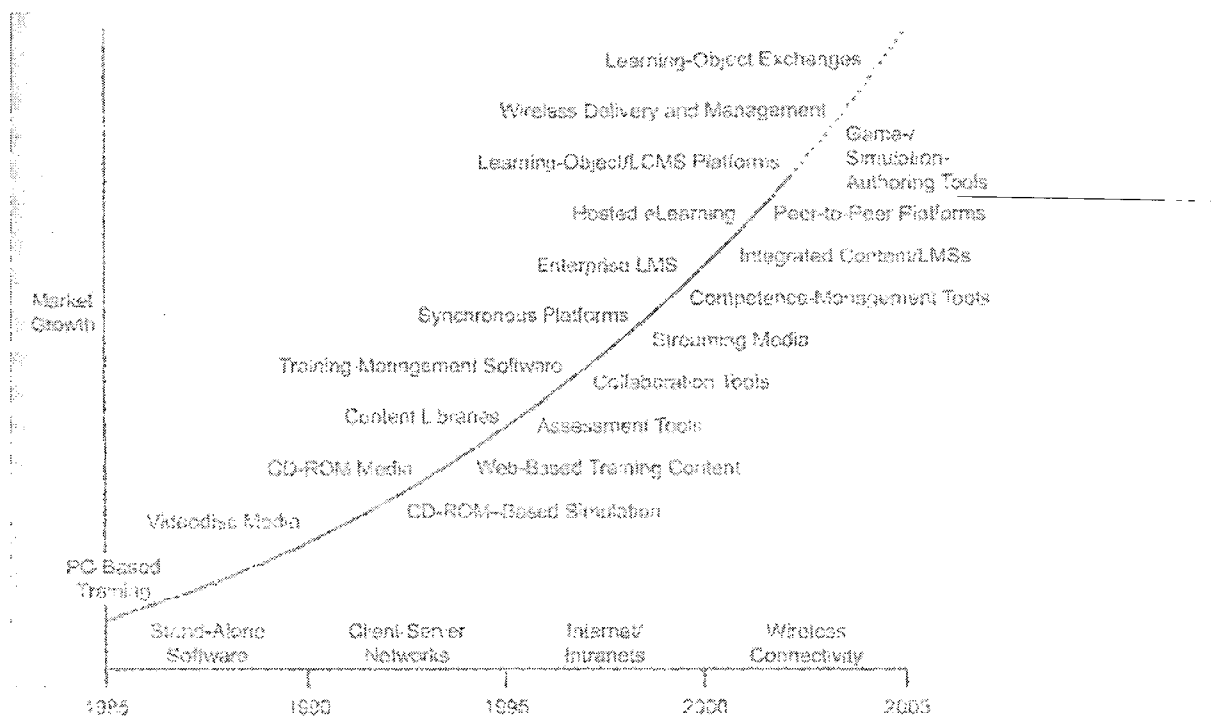 Learning-Object Exchanges
Wireless Delivery and Management
Game-/
Simulation-
Authoring Tools
Learning-Object/LCMS Platforms
Hosted eLearning
Peer-to-Peer Platforms
Enterprise LMS
Integrated Content/LMSs
Market
Growth
Competence-Management Tools
Synchronous Platforms
Streaming Media
Training-Management Software
Collaboration Tools
Content Libraries
Assessment Tools
CD-ROM Media
Web-Based Training Content
Videodisc Media
CD-ROM–Based Simulation
PC-Based
Training
Stand-Alone
Software
Client-Server
Networks
Internet/
Intranets
Wireless
Connectivity
1985
1990
1995
2000
2005